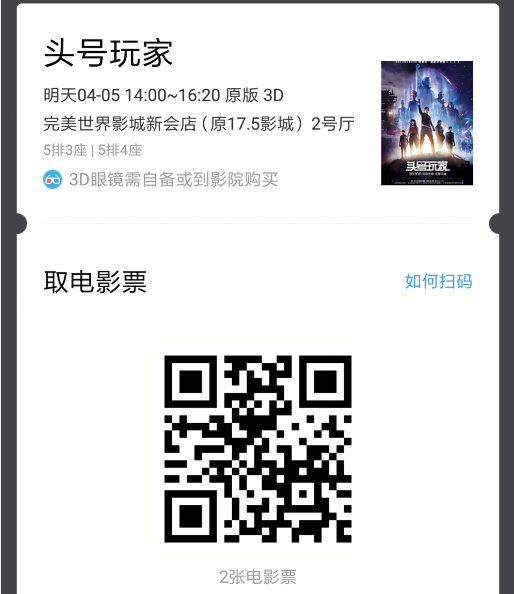 头号玩家
明天04-05 14:00~16:20 原版 3D
完美世界影城新会店（原17.5影城）2号厅
5排3座 | 5排4座
3D眼镜需自备或到影院购买
头号玩家
取电影票
如何扫码
2张电影票